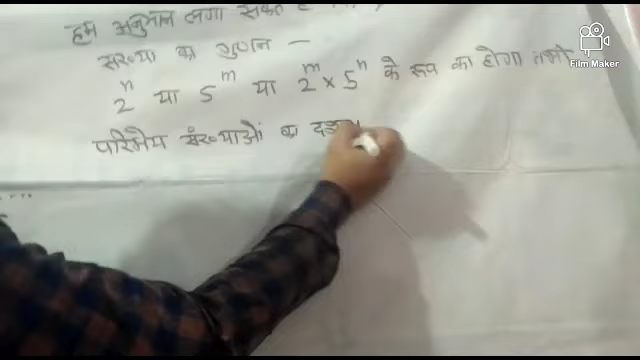 हम अनुमान लगा सकते
संख्या का गुणन —
2ⁿ या 5ᵐ या 2ᵐ × 5ⁿ के रूप का होगा तभी
परिमेय संख्याओं का
Film Maker